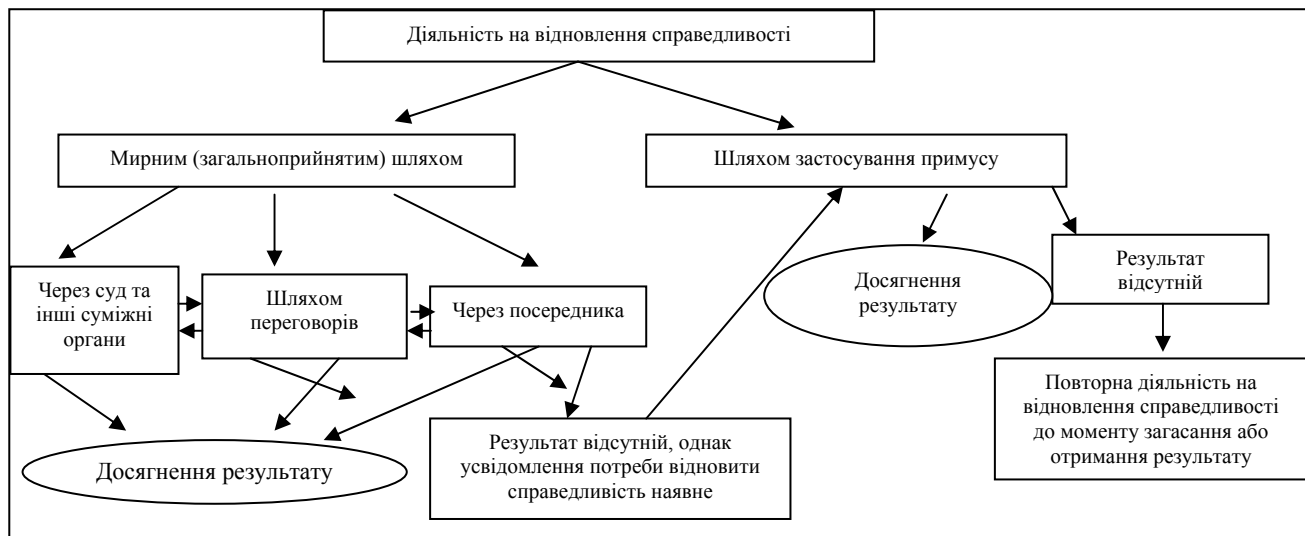 Діяльність на відновлення справедливості
Мирним (загальноприйнятим) шляхом
Шляхом застосування примусу
Через суд та
інші суміжні
органи
Шляхом
переговорів
Через посередника
Досягнення
результату
Результат
відсутній
Досягнення результату
Результат відсутній, однак
усвідомлення потреби відновити
справедливість наявне
Повторна діяльність на
відновлення справедливості
до моменту загасання або
отримання результату